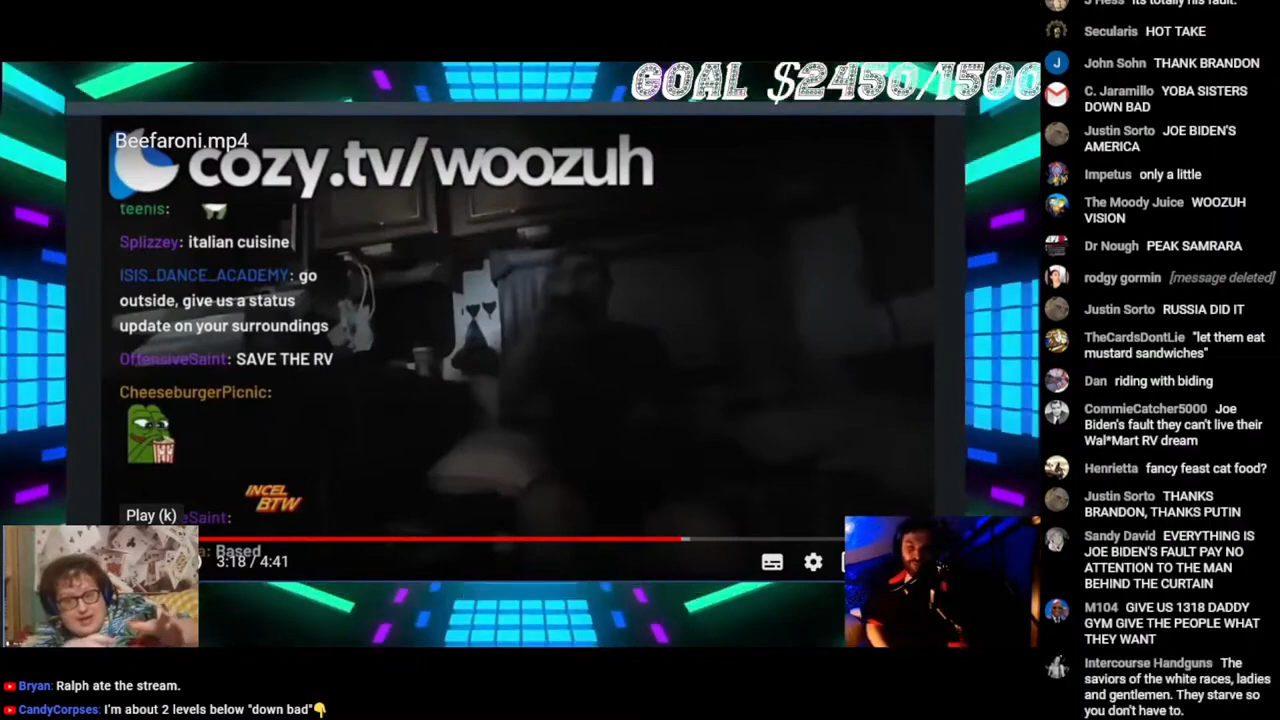 GOAL $2450/1500
Beefaroni.mp4
cozy.tv/woozuh
teenis:
Splizzey: italian cuisine
ISIS_DANCE_ACADEMY: go
outside, give us a status
update on your surroundings
OffensiveSaint: SAVE THE RV
CheeseburgerPicnic:
INCEL
BTW
Play (k)
eSaint:
a: Based
3:18 / 4:41
Bryan: Ralph ate the stream.
CandyCorpses: I'm about 2 levels below "down bad"👇
J Hess its totally his fault.
Secularis HOT TAKE
J
John Sohn THANK BRANDON
C. Jaramillo YOBA SISTERS
DOWN BAD
Justin Sorto JOE BIDEN'S
AMERICA
Impetus only a little
The Moody Juice WOOZUH
VISION
Dr Nough PEAK SAMRARA
rodgy gormin [message deleted]
Justin Sorto RUSSIA DID IT
TheCardsDontLie "let them eat
mustard sandwiches"
Dan riding with biding
CommieCatcher5000 Joe
Biden's fault they can't live their
Wal*Mart RV dream
Henrietta fancy feast cat food?
Justin Sorto THANKS
BRANDON, THANKS PUTIN
Sandy David EVERYTHING IS
JOE BIDEN'S FAULT PAY NO
ATTENTION TO THE MAN
BEHIND THE CURTAIN
M104 GIVE US 1318 DADDY
GYM GIVE THE PEOPLE WHAT
THEY WANT
Intercourse Handguns The
saviors of the white races, ladies
and gentlemen. They starve so
you don't have to.